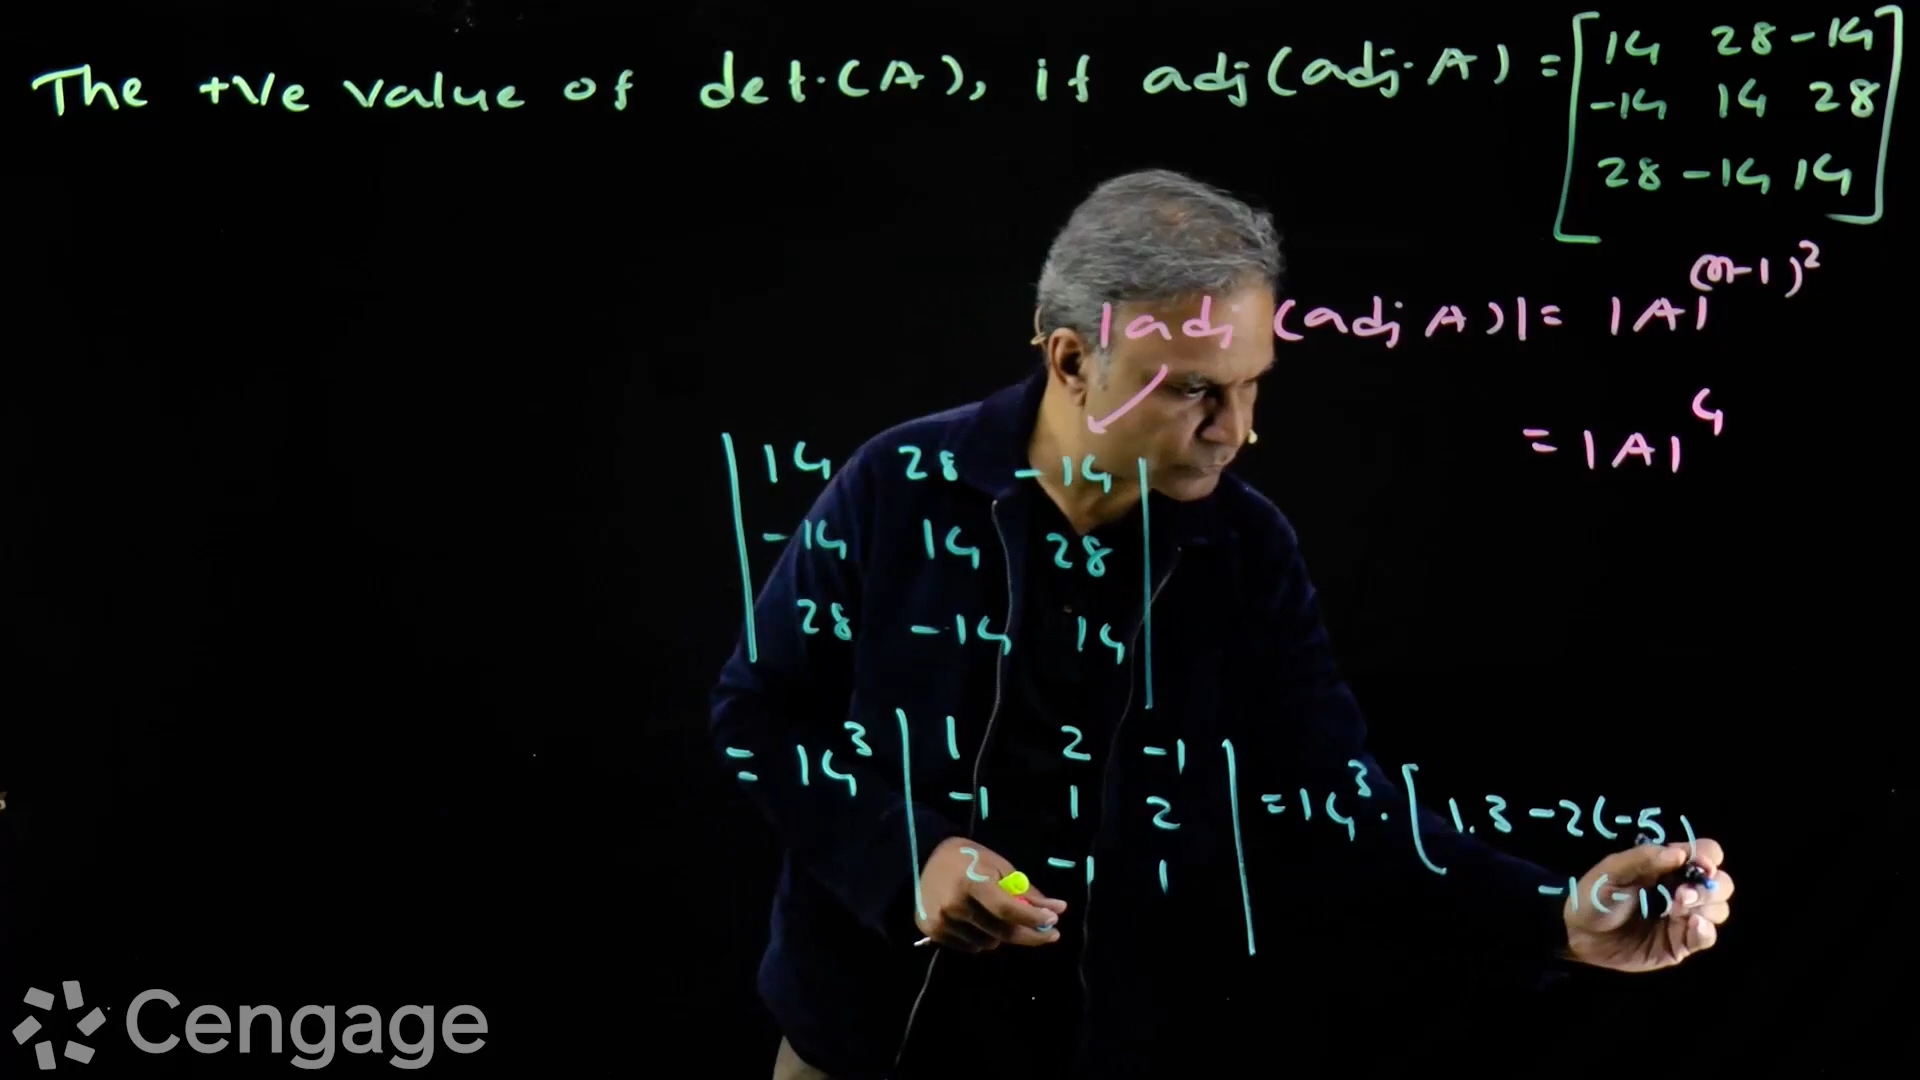 The +ve value of det.(A), if adj(adj.A) = [14 28 -14
-14 14 28
28 -14 14]
|adj (adj A)| = |A|^(n-1)^2
= |A|^4
|14 28 -14
-14 14 28
28 -14 14|
= 14^3 |1 2 -1
-1 1 2
2 -1 1| = 14^3 . [1.3 -2(-5)
-1(-1)
Cengage